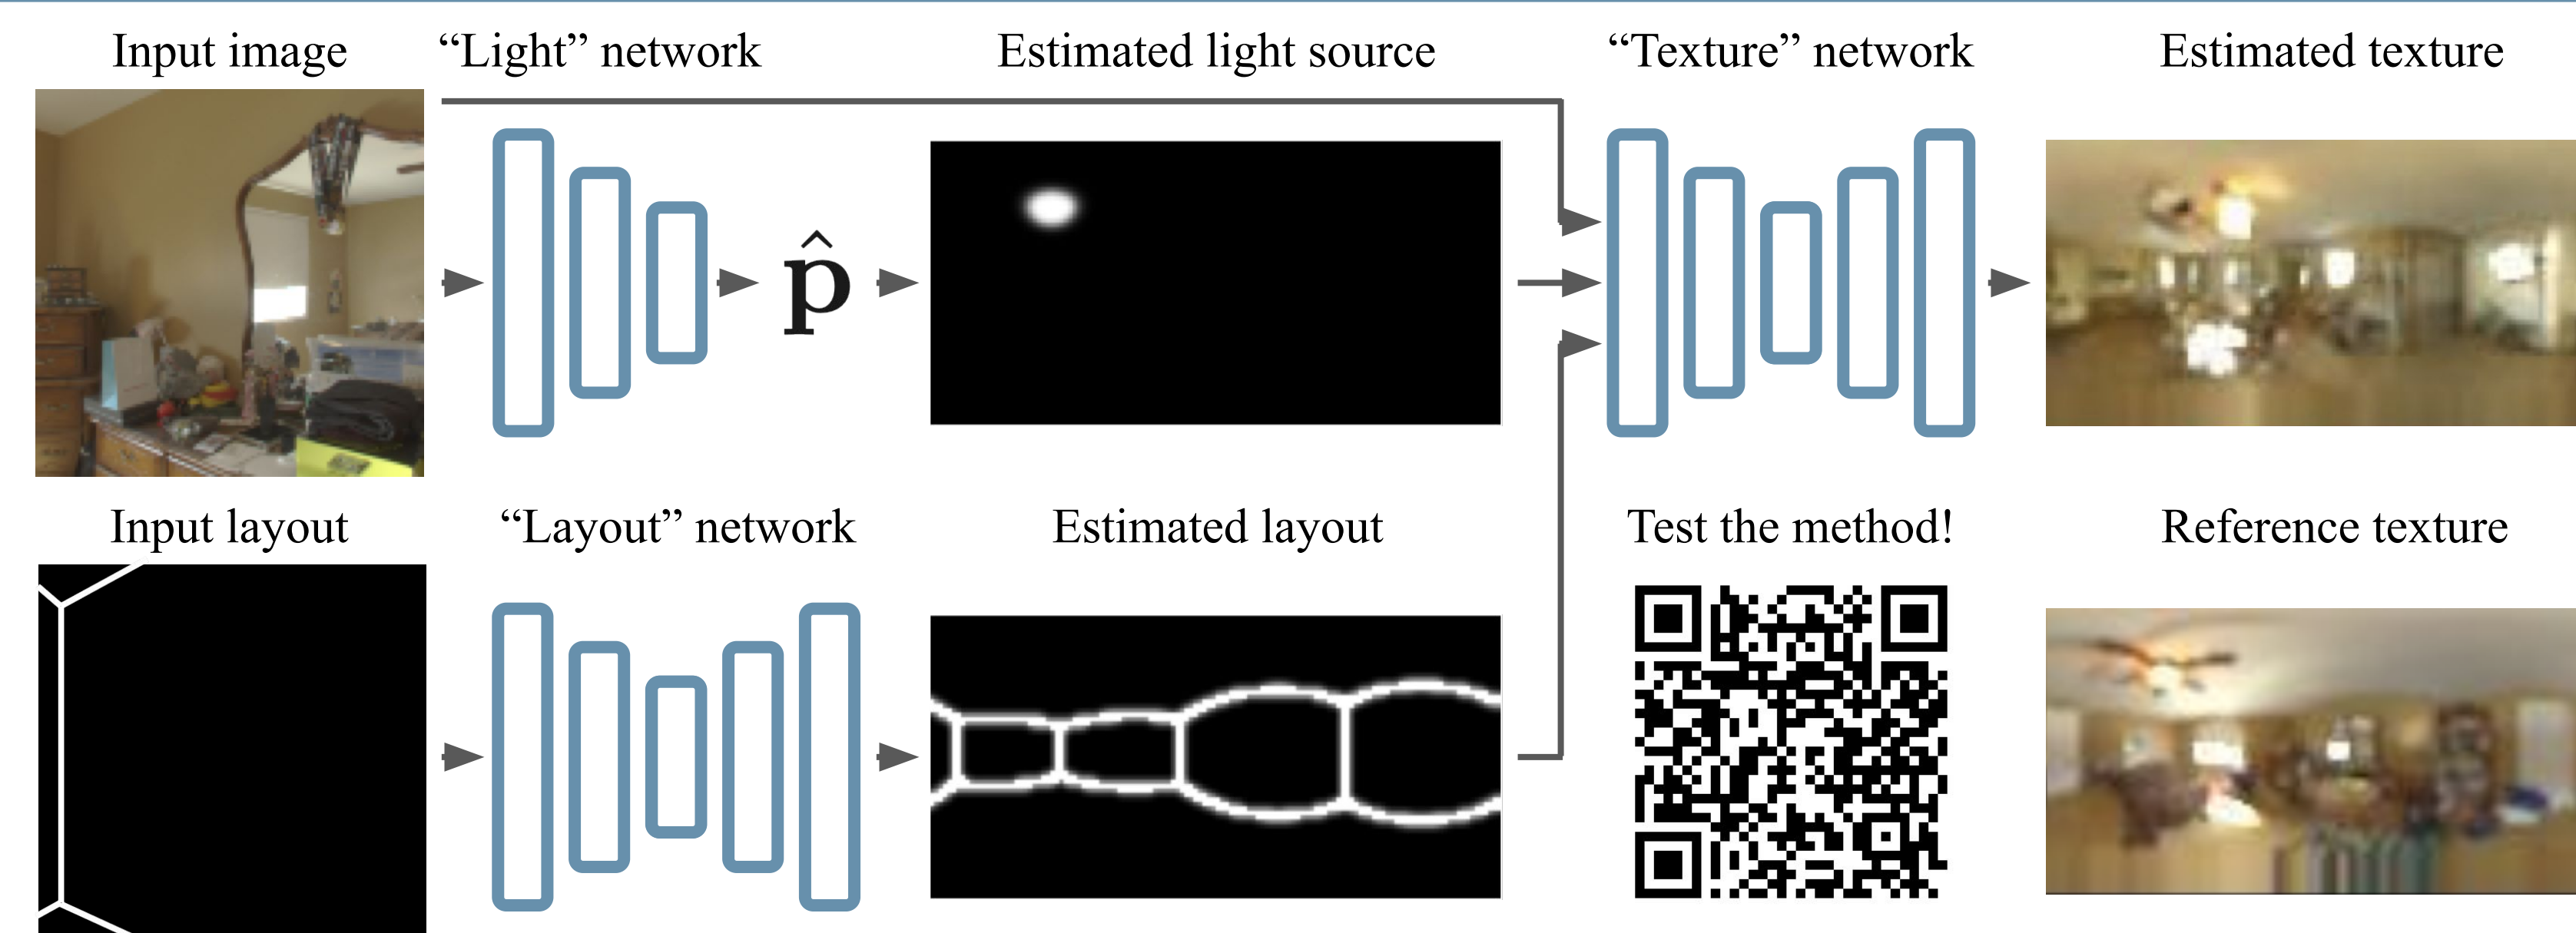 Input image
“Light” network
Estimated light source
“Texture” network
Estimated texture
p̂
Input layout
“Layout” network
Estimated layout
Test the method!
Reference texture